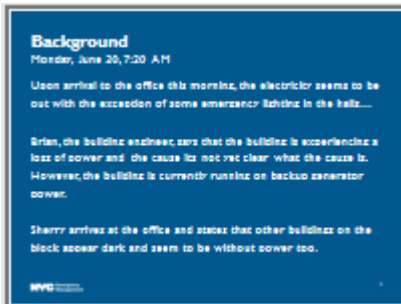 Background
Monday, June 20, 7:20 AM
Upon arrival to the office this morning, the electricity seems to be
out with the exception of some emergency lighting in the halls....
Brian, the building engineer, says that the building is experiencing a
loss of power and the cause its not yet clear what the cause is.
However, the building is currently running on backup generator
power.
Sherry arrives at the office and states that other buildings on the
block appear dark and seem to be without power too.
NYC Emergency
Management